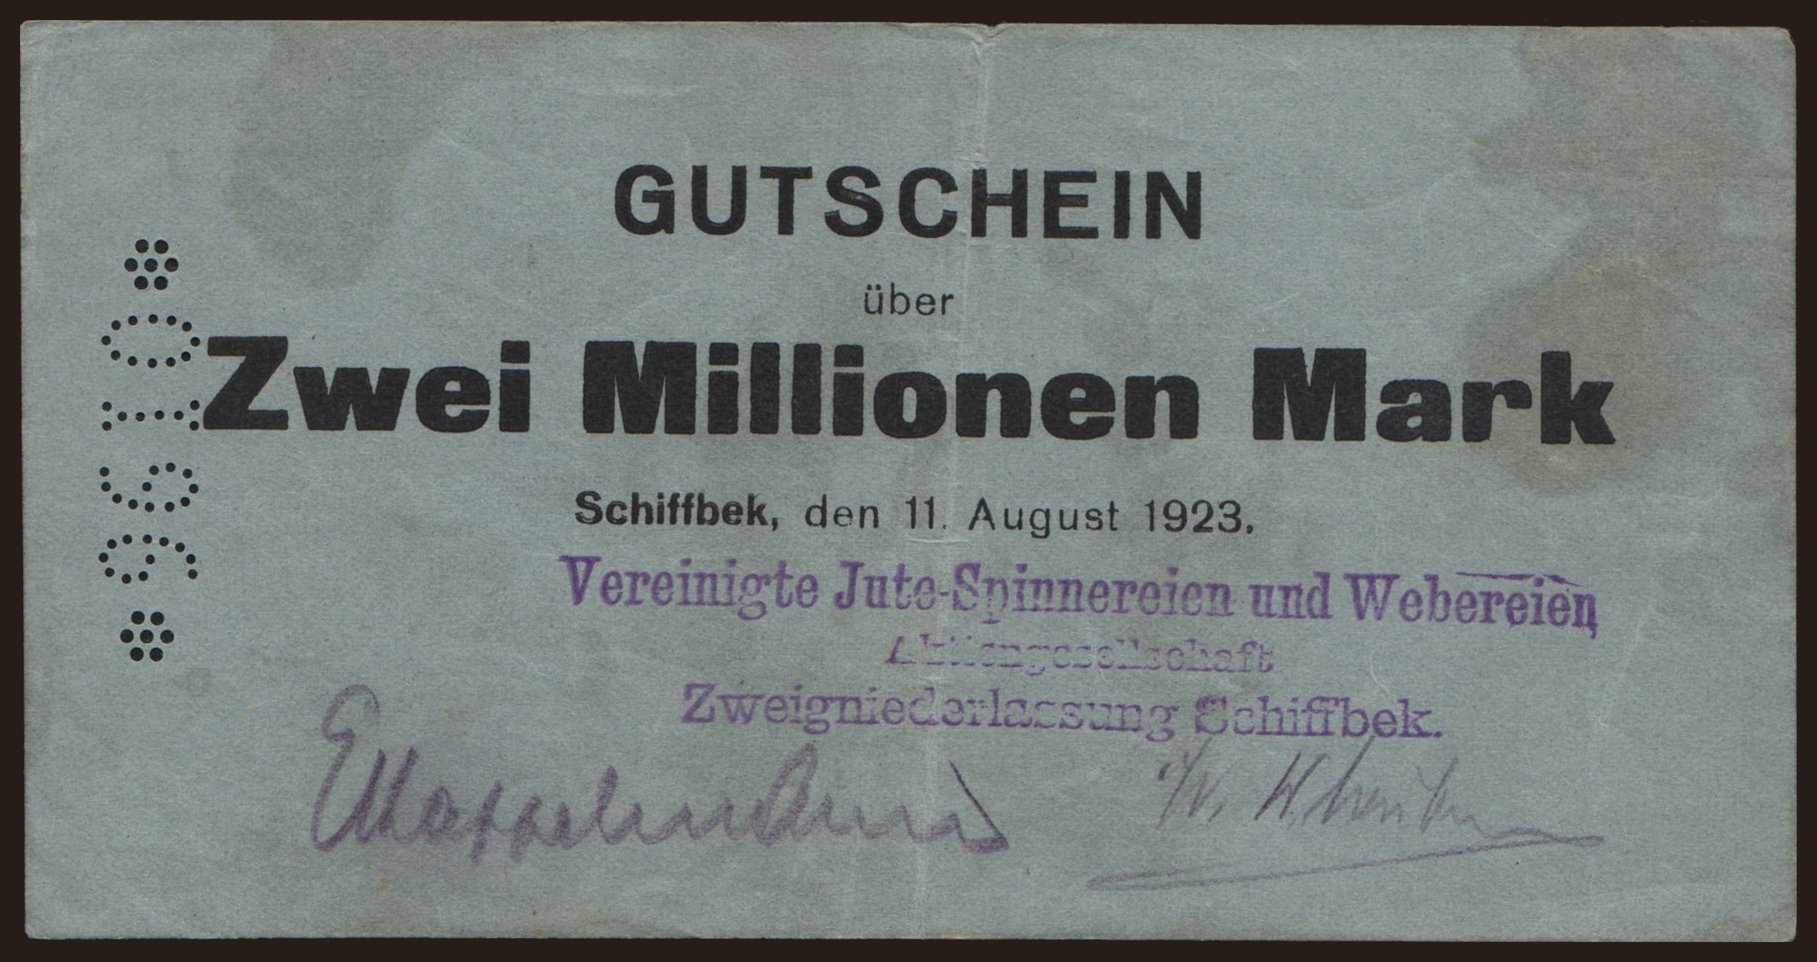 GUTSCHEIN
über
Zwei Millionen Mark
Schiffbek, den 11. August 1923.
Vereinigte Jute-Spinnereien und Webereien
Aktiengesellschaft
Zweigniederlassung Schiffbek.